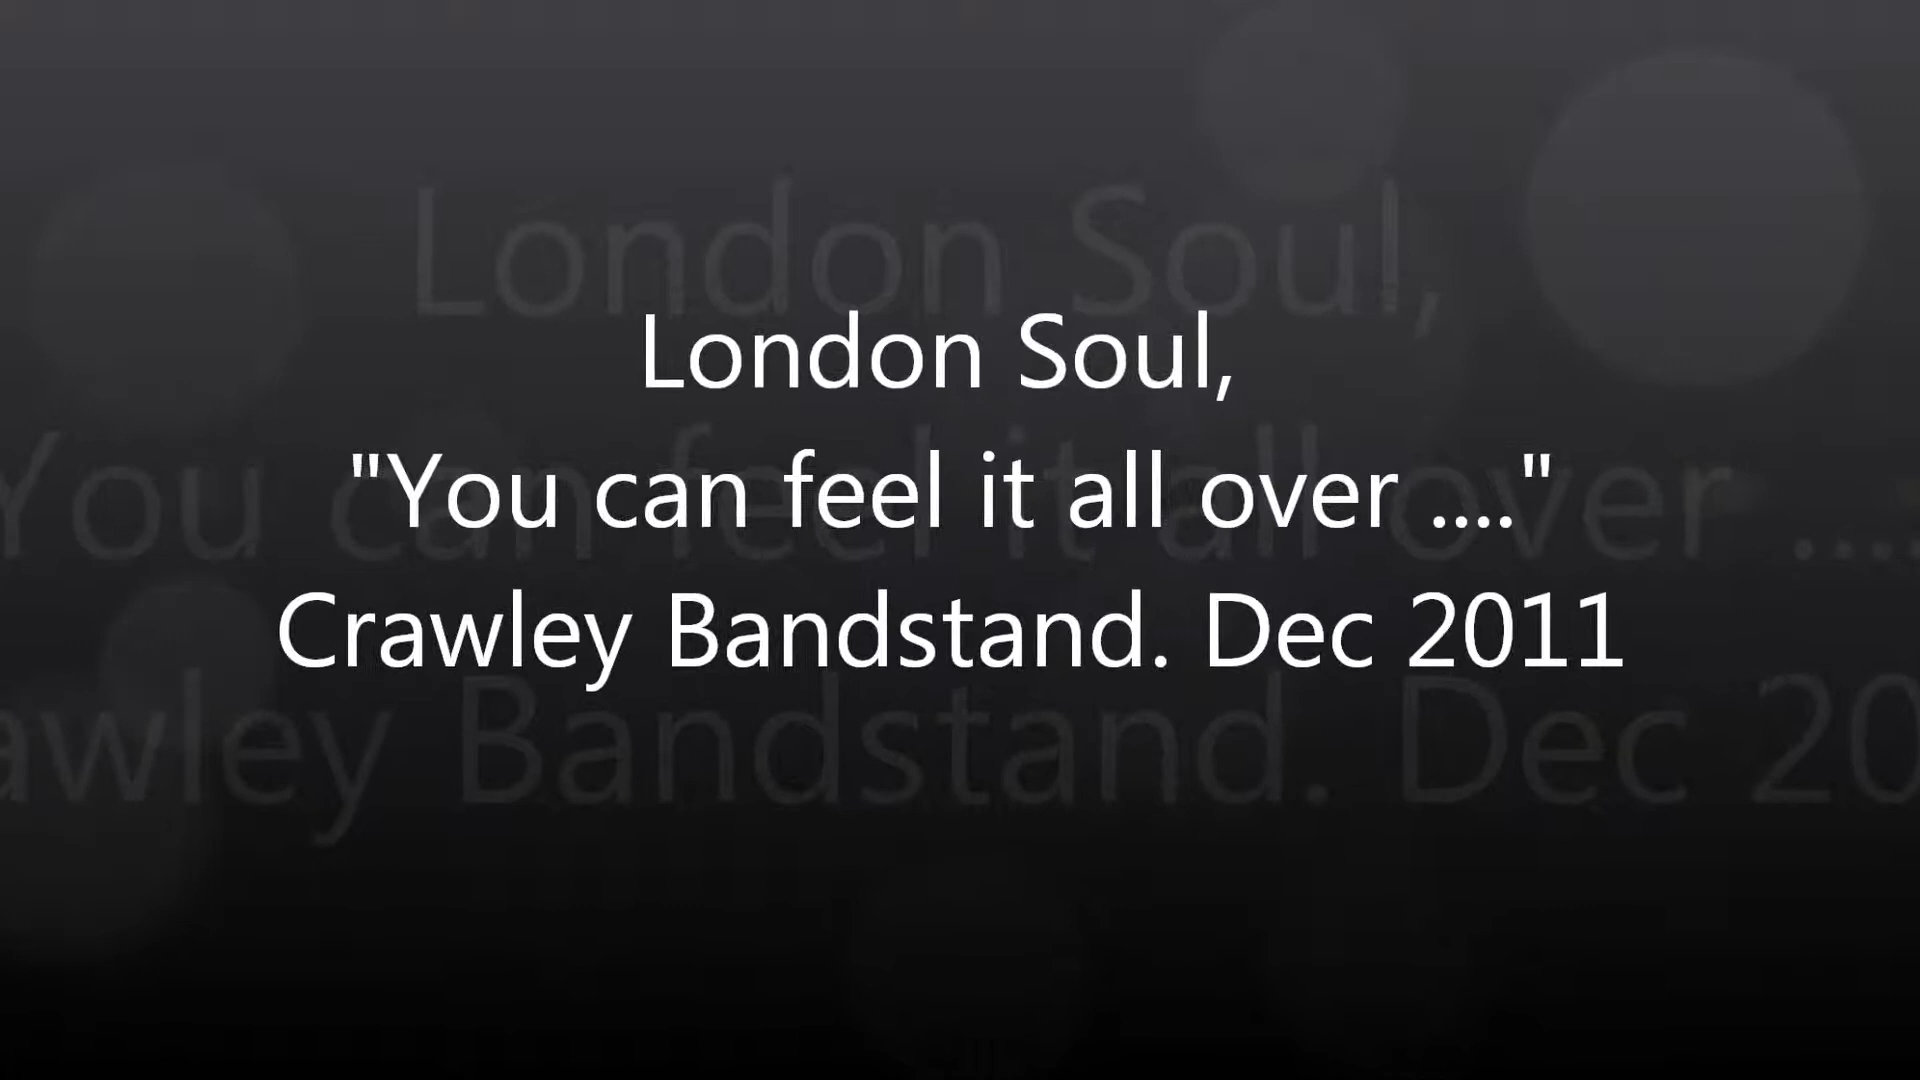 London Soul,
"You can feel it all over ...."
Crawley Bandstand. Dec 2011